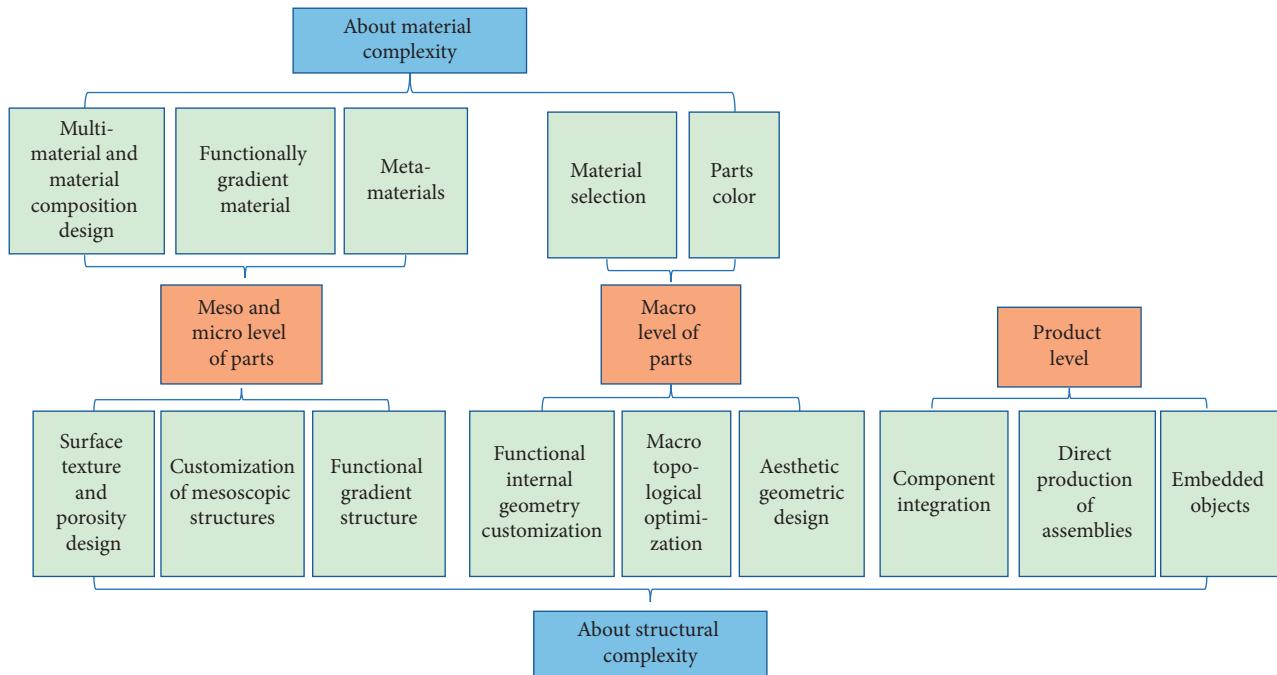 About material
complexity
Multi-
material and
material
composition
design
Functionally
gradient
material
Meta-
materials
Material
selection
Parts
color
Meso and
micro level
of parts
Macro
level of
parts
Product
level
Surface
texture
and
porosity
design
Customization
of mesoscopic
structures
Functional
gradient
structure
Functional
internal
geometry
customization
Macro
topo-
logical
optimi-
zation
Aesthetic
geometric
design
Component
integration
Direct
production
of
assemblies
Embedded
objects
About structural
complexity